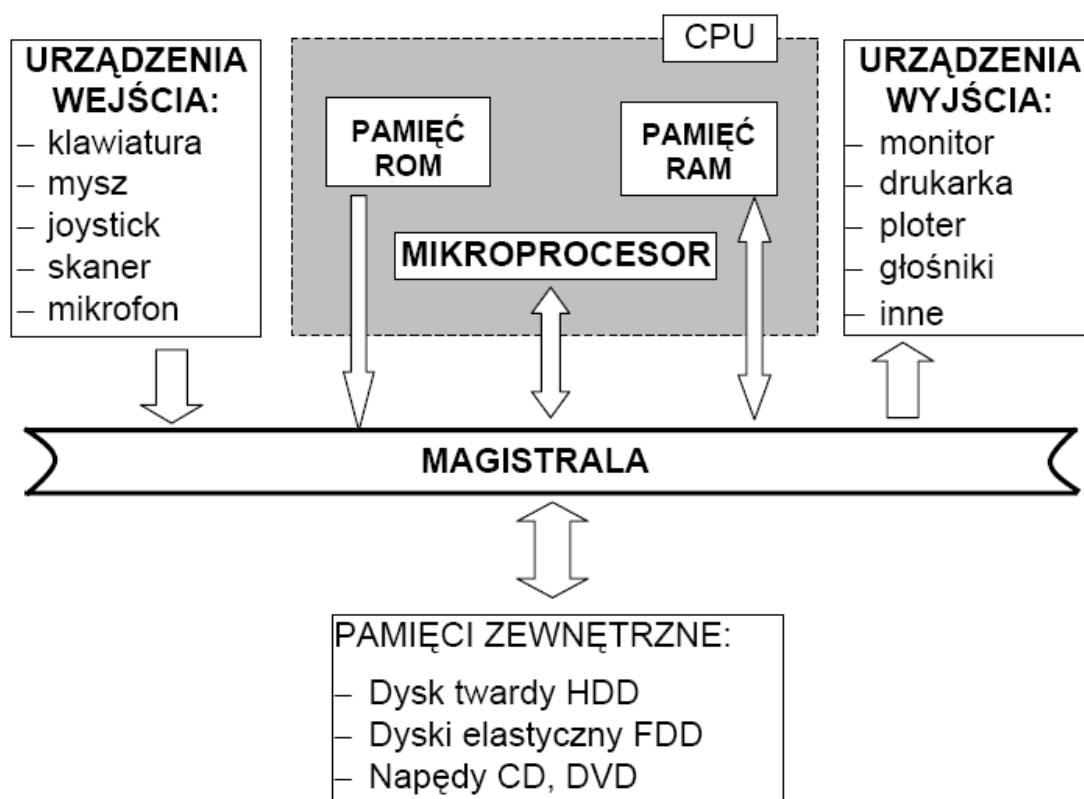 URZĄDZENIA
WEJŚCIA:
– klawiatura
– mysz
– joystick
– skaner
– mikrofon
CPU
PAMIĘĆ
ROM
PAMIĘĆ
RAM
MIKROPROCESOR
URZĄDZENIA
WYJŚCIA:
– monitor
– drukarka
– ploter
– głośniki
– inne
MAGISTRALA
PAMIĘCI ZEWNĘTRZNE:
– Dysk twardy HDD
– Dyski elastyczny FDD
– Napędy CD, DVD